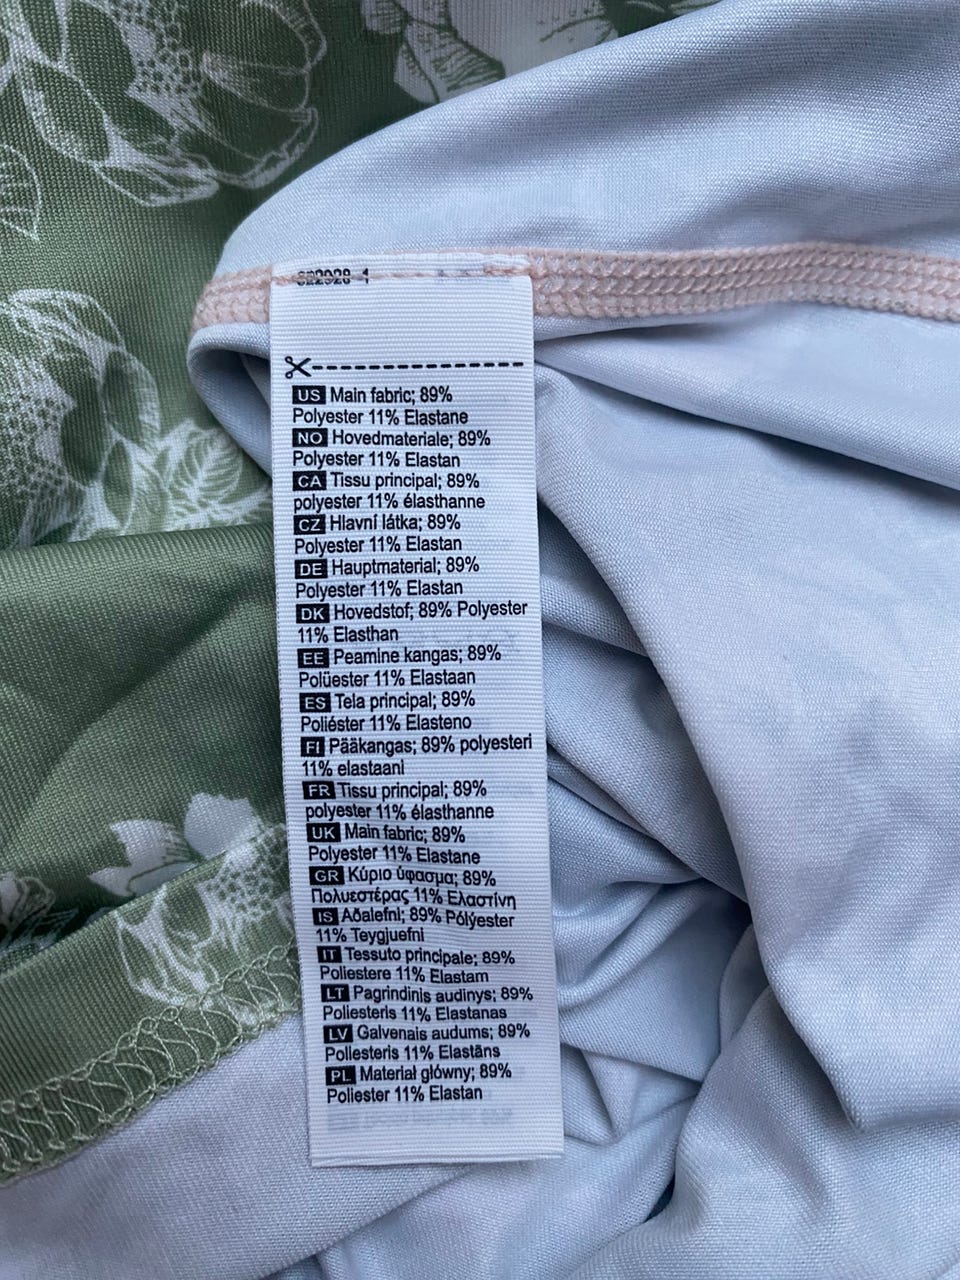 822928-1
US Main fabric; 89%
Polyester 11% Elastane
NO Hovedmateriale; 89%
Polyester 11% Elastan
CA Tissu principal; 89%
polyester 11% élasthanne
CZ Hlavní látka; 89%
Polyester 11% Elastan
DE Hauptmaterial; 89%
Polyester 11% Elastan
DK Hovedstof; 89% Polyester
11% Elasthan
EE Peamine kangas; 89%
Polüester 11% Elastaan
ES Tela principal; 89%
Poliéster 11% Elasteno
FI Pääkangas; 89% polyesteri
11% elastaani
FR Tissu principal; 89%
polyester 11% élasthanne
UK Main fabric; 89%
Polyester 11% Elastane
GR Κύριο ύφασμα; 89%
Πολυεστέρας 11% Ελαστίνη
IS Aðalefni; 89% Pólýester
11% Teygjuefni
IT Tessuto principale; 89%
Poliestere 11% Elastam
LT Pagrindinis audinys; 89%
Poliesteris 11% Elastanas
LV Galvenais audums; 89%
Poliesteris 11% Elastāns
PL Materiał główny; 89%
Poliester 11% Elastan